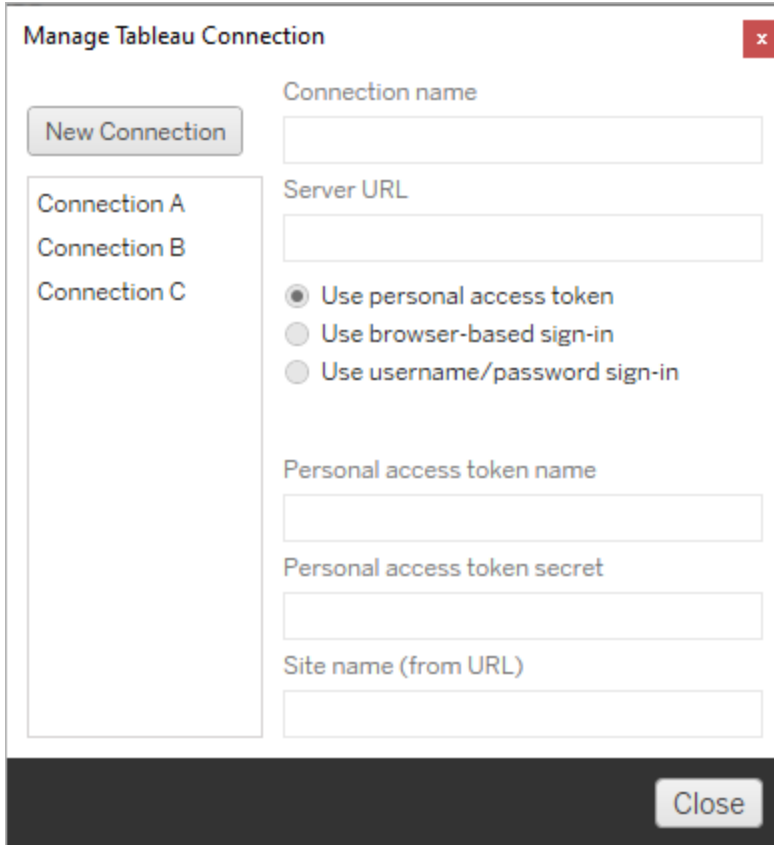 Manage Tableau Connection
x
New Connection
Connection A
Connection B
Connection C
Connection name
Server URL
Use personal access token
Use browser-based sign-in
Use username/password sign-in
Personal access token name
Personal access token secret
Site name (from URL)
Close